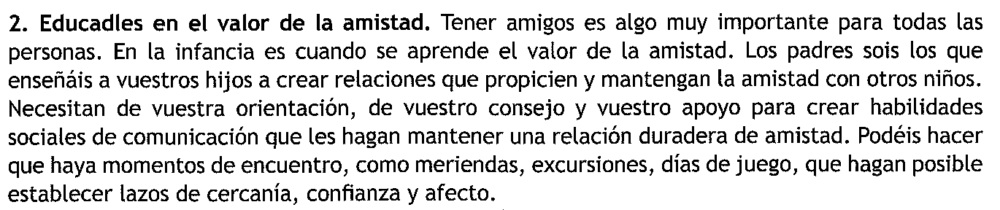 2. Educadles en el valor de la amistad. Tener amigos es algo muy importante para todas las
personas. En la infancia es cuando se aprende el valor de la amistad. Los padres sois los que
enseñáis a vuestros hijos a crear relaciones que propicien y mantengan la amistad con otros niños.
Necesitan de vuestra orientación, de vuestro consejo y vuestro apoyo para crear habilidades
sociales de comunicación que les hagan mantener una relación duradera de amistad. Podéis hacer
que haya momentos de encuentro, como meriendas, excursiones, días de juego, que hagan posible
establecer lazos de cercanía, confianza y afecto.